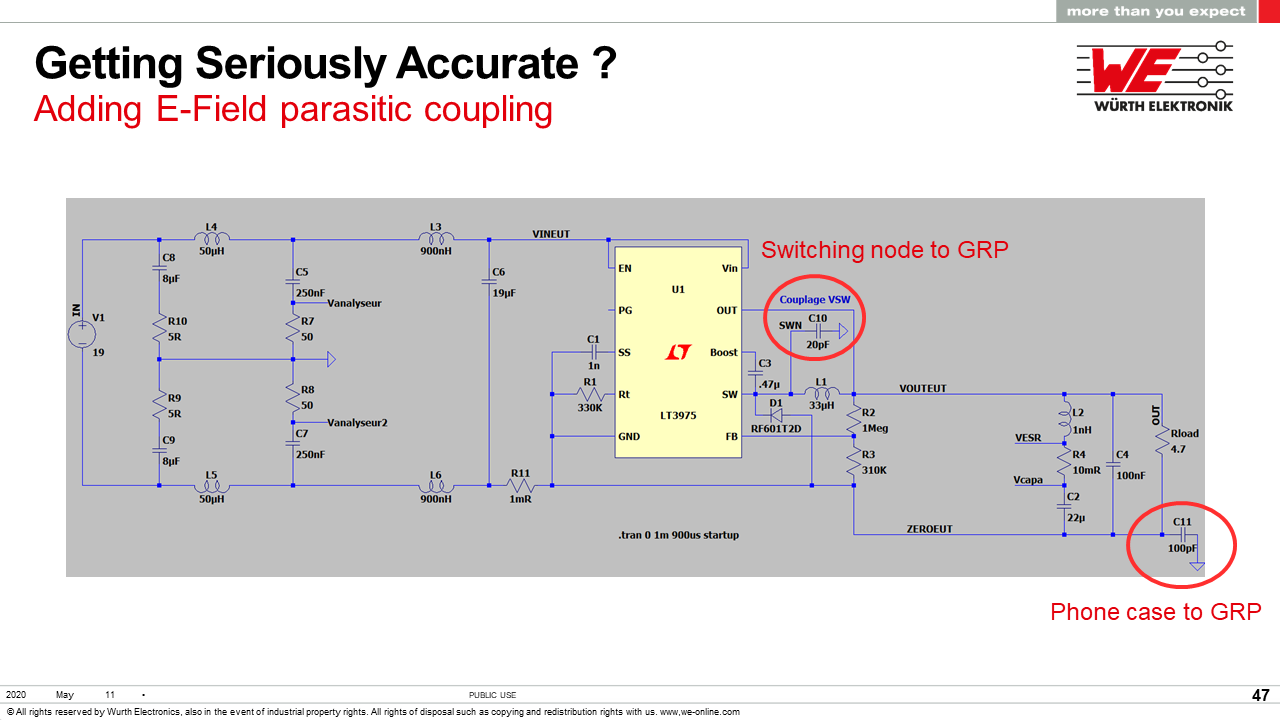 more than you expect
Getting Seriously Accurate ?
Adding E-Field parasitic coupling
WE
WÜRTH ELEKTRONIK
Switching node to GRP
L4
50µH
L3
900nH
VINEUT
C8
8µF
C5
250nF
Vanalyseur
C6
19µF
IN
V1
19
R10
5R
R7
50
R9
5R
R8
50
Vanalyseur2
C9
8µF
C7
250nF
L5
50µH
L6
900nH
R11
1mR
C1
1n
R1
330K
EN
Vin
U1
PG
OUT
SS
Boost
Rt
SW
LT3975
GND
FB
Couplage VSW
SWN
C10
20pF
C3
.47µ
L1
33µH
D1
RF601T2D
R2
1Meg
R3
310K
VOUTEUT
L2
1nH
VESR
R4
10mR
Vcapa
C2
22µ
C4
100nF
OUT
Rload
4.7
ZEROEUT
C11
100pF
.tran 0 1m 900us startup
Phone case to GRP
2020 May 11 •
PUBLIC USE
47
© All rights reserved by Wurth Electronics, also in the event of industrial property rights. All rights of disposal such as copying and redistribution rights with us. www,we-online.com